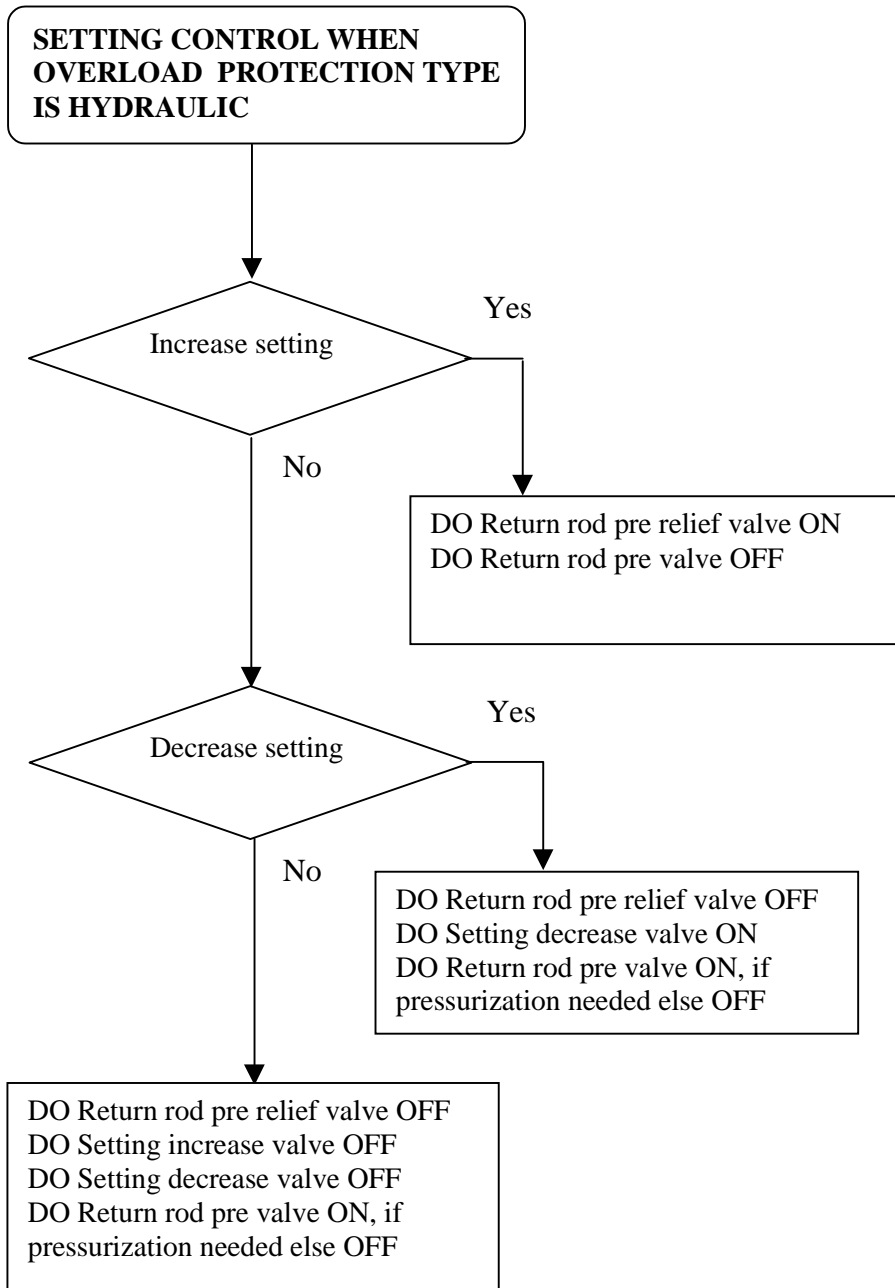 SETTING CONTROL WHEN
OVERLOAD PROTECTION TYPE
IS HYDRAULIC
Increase setting
Yes
No
DO Return rod pre relief valve ON
DO Return rod pre valve OFF
Decrease setting
Yes
No
DO Return rod pre relief valve OFF
DO Setting decrease valve ON
DO Return rod pre valve ON, if
pressurization needed else OFF
DO Return rod pre relief valve OFF
DO Setting increase valve OFF
DO Setting decrease valve OFF
DO Return rod pre valve ON, if
pressurization needed else OFF